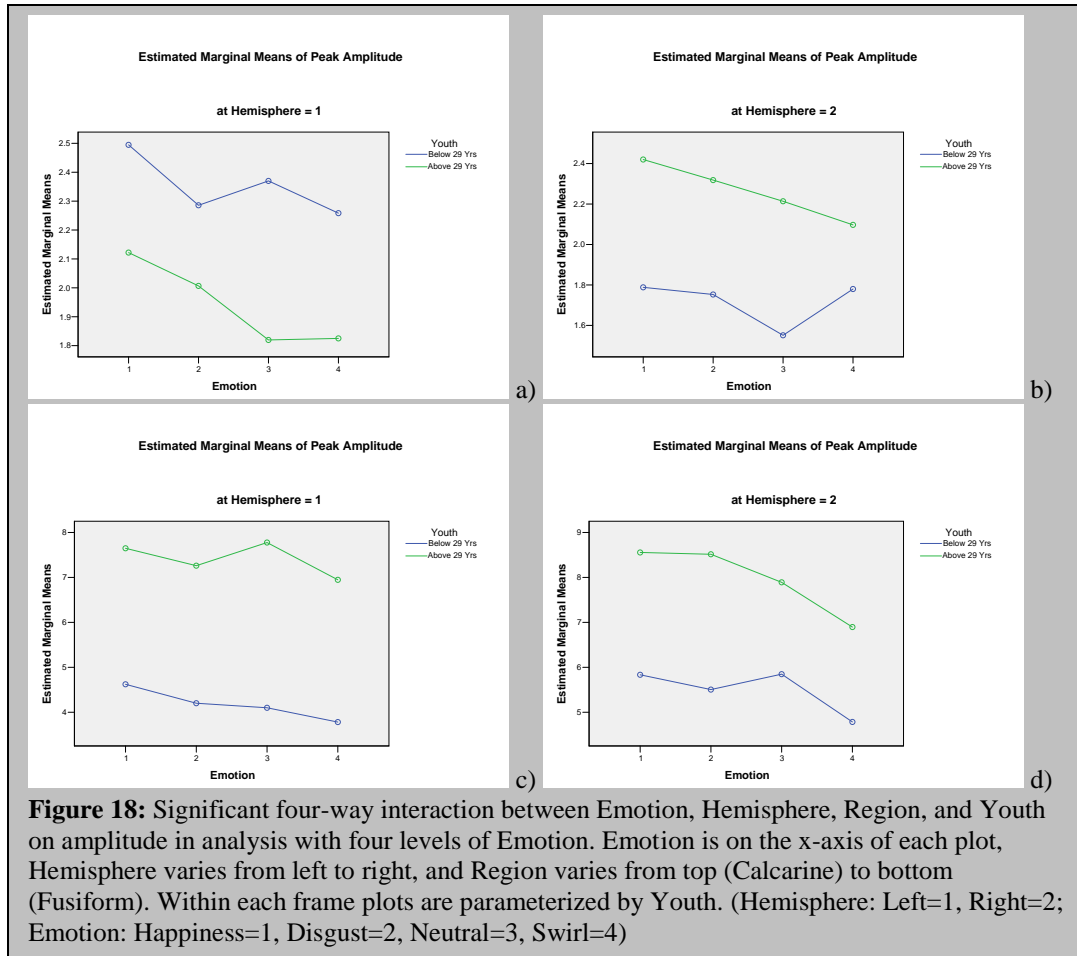 Estimated Marginal Means of Peak Amplitude
at Hemisphere = 1
Youth
Below 29 Yrs
Above 29 Yrs
Estimated Marginal Means
2.5
2.4
2.3
2.2
2.1
2.0
1.9
1.8
1 2 3 4
Emotion
a)
Estimated Marginal Means of Peak Amplitude
at Hemisphere = 2
Youth
Below 29 Yrs
Above 29 Yrs
Estimated Marginal Means
2.4
2.2
2.0
1.8
1.6
1 2 3 4
Emotion
b)
Estimated Marginal Means of Peak Amplitude
at Hemisphere = 1
Youth
Below 29 Yrs
Above 29 Yrs
Estimated Marginal Means
8
7
6
5
4
1 2 3 4
Emotion
c)
Estimated Marginal Means of Peak Amplitude
at Hemisphere = 2
Youth
Below 29 Yrs
Above 29 Yrs
Estimated Marginal Means
9
8
7
6
5
1 2 3 4
Emotion
d)
Figure 18: Significant four-way interaction between Emotion, Hemisphere, Region, and Youth
on amplitude in analysis with four levels of Emotion. Emotion is on the x-axis of each plot,
Hemisphere varies from left to right, and Region varies from top (Calcarine) to bottom
(Fusiform). Within each frame plots are parameterized by Youth. (Hemisphere: Left=1, Right=2;
Emotion: Happiness=1, Disgust=2, Neutral=3, Swirl=4)